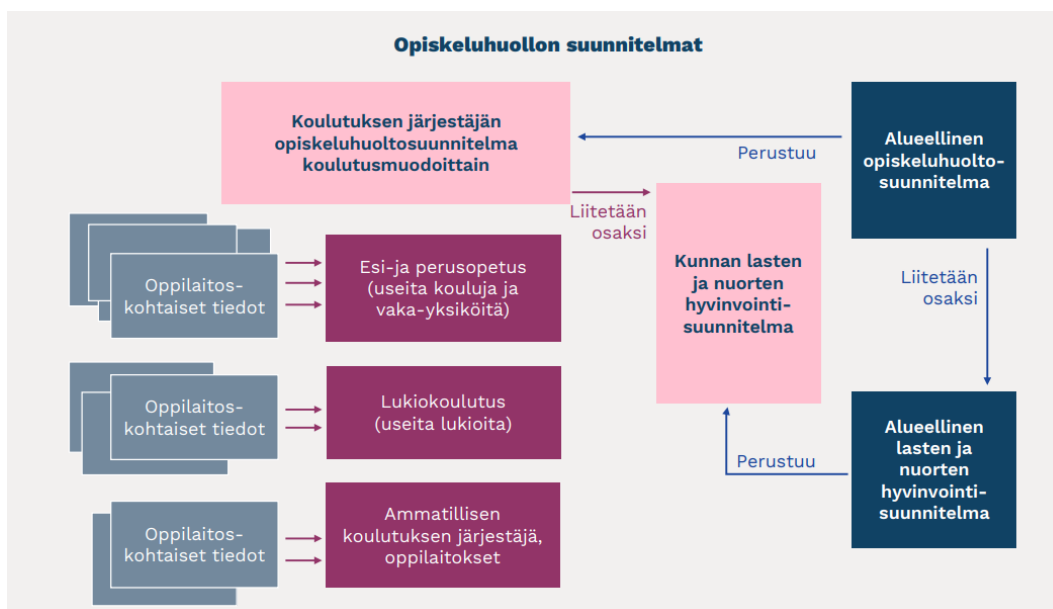 Opiskeluhuollon suunnitelmat
Koulutuksen järjestäjän
opiskeluhuoltosuunnitelma
koulutusmuodoittain
Perustuu
Alueellinen
opiskeluhuolto-
suunnitelma
Liitetään
osaksi
Kunnan lasten
ja nuorten
hyvinvointi-
suunnitelma
Liitetään
osaksi
Oppilaitos-
kohtaiset tiedot
Esi-ja perusopetus
(useita kouluja ja
vaka-yksiköitä)
Oppilaitos-
kohtaiset tiedot
Lukiokoulutus
(useita lukioita)
Perustuu
Alueellinen
lasten ja
nuorten
hyvinvointi-
suunnitelma
Oppilaitos-
kohtaiset tiedot
Ammatillisen
koulutuksen järjestäjä,
oppilaitokset